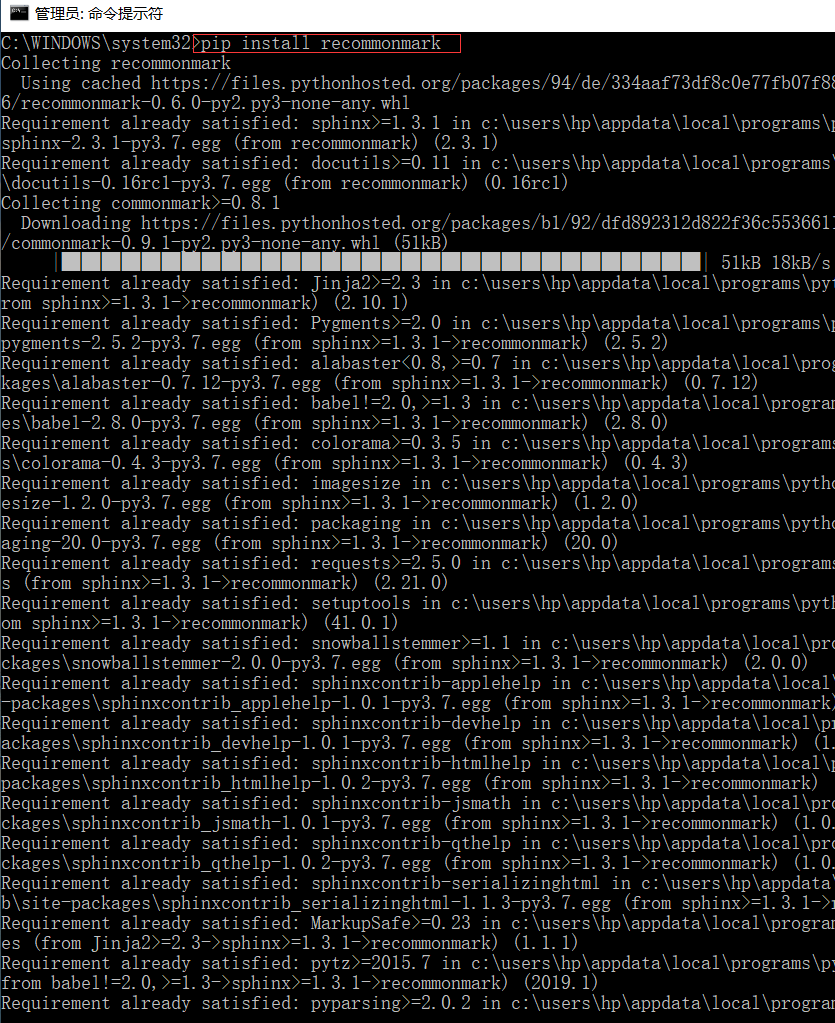 管理员: 命令提示符
C:\WINDOWS\system32>pip install recommonmark
Collecting recommonmark
  Using cached https://files.pythonhosted.org/packages/94/de/334aaf73df8c0e77fb07f88
6/recommonmark-0.6.0-py2.py3-none-any.whl
Requirement already satisfied: sphinx>=1.3.1 in c:\users\hp\appdata\local\programs\p
sphinx-2.3.1-py3.7.egg (from recommonmark) (2.3.1)
Requirement already satisfied: docutils>=0.11 in c:\users\hp\appdata\local\programs
\docutils-0.16rc1-py3.7.egg (from recommonmark) (0.16rc1)
Collecting commonmark>=0.8.1
  Downloading https://files.pythonhosted.org/packages/b1/92/dfd892312d822f36c5536611
/commonmark-0.9.1-py2.py3-none-any.whl (51kB)
51kB 18kB/s
Requirement already satisfied: Jinja2>=2.3 in c:\users\hp\appdata\local\programs\pyt
rom sphinx>=1.3.1->recommonmark) (2.10.1)
Requirement already satisfied: Pygments>=2.0 in c:\users\hp\appdata\local\programs\p
pygments-2.5.2-py3.7.egg (from sphinx>=1.3.1->recommonmark) (2.5.2)
Requirement already satisfied: alabaster<0.8,>=0.7 in c:\users\hp\appdata\local\prog
kages\alabaster-0.7.12-py3.7.egg (from sphinx>=1.3.1->recommonmark) (0.7.12)
Requirement already satisfied: babel!=2.0,>=1.3 in c:\users\hp\appdata\local\program
es\babel-2.8.0-py3.7.egg (from sphinx>=1.3.1->recommonmark) (2.8.0)
Requirement already satisfied: colorama>=0.3.5 in c:\users\hp\appdata\local\programs
s\colorama-0.4.3-py3.7.egg (from sphinx>=1.3.1->recommonmark) (0.4.3)
Requirement already satisfied: imagesize in c:\users\hp\appdata\local\programs\pytho
esize-1.2.0-py3.7.egg (from sphinx>=1.3.1->recommonmark) (1.2.0)
Requirement already satisfied: packaging in c:\users\hp\appdata\local\programs\pytho
aging-20.0-py3.7.egg (from sphinx>=1.3.1->recommonmark) (20.0)
Requirement already satisfied: requests>=2.5.0 in c:\users\hp\appdata\local\programs
s (from sphinx>=1.3.1->recommonmark) (2.21.0)
Requirement already satisfied: setuptools in c:\users\hp\appdata\local\programs\pyth
om sphinx>=1.3.1->recommonmark) (41.0.1)
Requirement already satisfied: snowballstemmer>=1.1 in c:\users\hp\appdata\local\pro
ckages\snowballstemmer-2.0.0-py3.7.egg (from sphinx>=1.3.1->recommonmark) (2.0.0)
Requirement already satisfied: sphinxcontrib-applehelp in c:\users\hp\appdata\local\
-packages\sphinxcontrib_applehelp-1.0.1-py3.7.egg (from sphinx>=1.3.1->recommonmark)
Requirement already satisfied: sphinxcontrib-devhelp in c:\users\hp\appdata\local\pr
ackages\sphinxcontrib_devhelp-1.0.1-py3.7.egg (from sphinx>=1.3.1->recommonmark) (1.
Requirement already satisfied: sphinxcontrib-htmlhelp in c:\users\hp\appdata\local\p
packages\sphinxcontrib_htmlhelp-1.0.2-py3.7.egg (from sphinx>=1.3.1->recommonmark)
Requirement already satisfied: sphinxcontrib-jsmath in c:\users\hp\appdata\local\pro
ckages\sphinxcontrib_jsmath-1.0.1-py3.7.egg (from sphinx>=1.3.1->recommonmark) (1.0.
Requirement already satisfied: sphinxcontrib-qthelp in c:\users\hp\appdata\local\pro
ckages\sphinxcontrib_qthelp-1.0.2-py3.7.egg (from sphinx>=1.3.1->recommonmark) (1.0.
Requirement already satisfied: sphinxcontrib-serializinghtml in c:\users\hp\appdata\
b\site-packages\sphinxcontrib_serializinghtml-1.1.3-py3.7.egg (from sphinx>=1.3.1->r
Requirement already satisfied: MarkupSafe>=0.23 in c:\users\hp\appdata\local\program
es (from Jinja2>=2.3->sphinx>=1.3.1->recommonmark) (1.1.1)
Requirement already satisfied: pytz>=2015.7 in c:\users\hp\appdata\local\programs\py
from babel!=2.0,>=1.3->sphinx>=1.3.1->recommonmark) (2019.1)
Requirement already satisfied: pyparsing>=2.0.2 in c:\users\hp\appdata\local\program